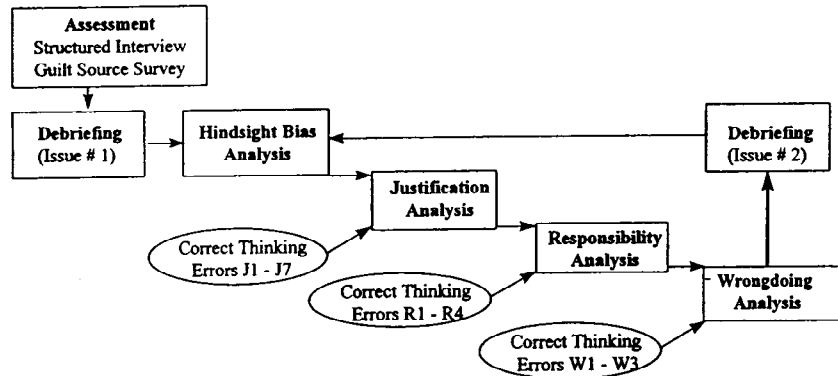 Assessment
Structured Interview
Guilt Source Survey
Debriefing
(Issue # 1)
Hindsight Bias
Analysis
Debriefing
(Issue # 2)
Justification
Analysis
Correct Thinking
Errors J1 - J7
Responsibility
Analysis
Correct Thinking
Errors R1 - R4
Wrongdoing
Analysis
Correct Thinking
Errors W1 - W3